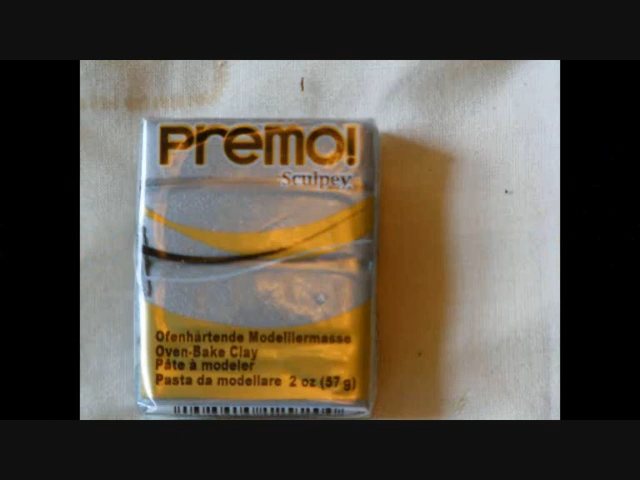 PREMO!
Sculpey
Ofenhärtende Modelliermasse
Oven-Bake Clay
Pâte à modeler
Pasta da modellare 2 oz (57 g)